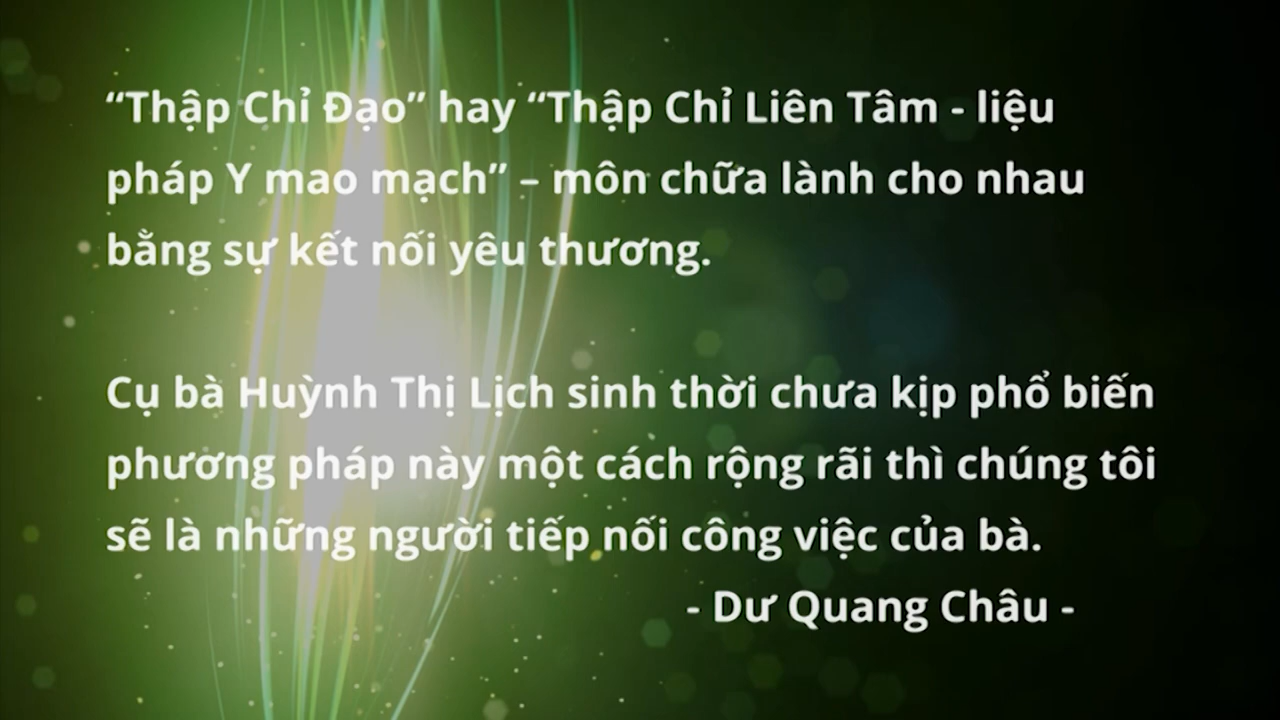 “Thập Chỉ Đạo” hay “Thập Chỉ Liên Tâm - liệu
pháp Y mao mạch” – môn chữa lành cho nhau
bằng sự kết nối yêu thương.
Cụ bà Huỳnh Thị Lịch sinh thời chưa kịp phổ biến
phương pháp này một cách rộng rãi thì chúng tôi
sẽ là những người tiếp nối công việc của bà.
- Dư Quang Châu -